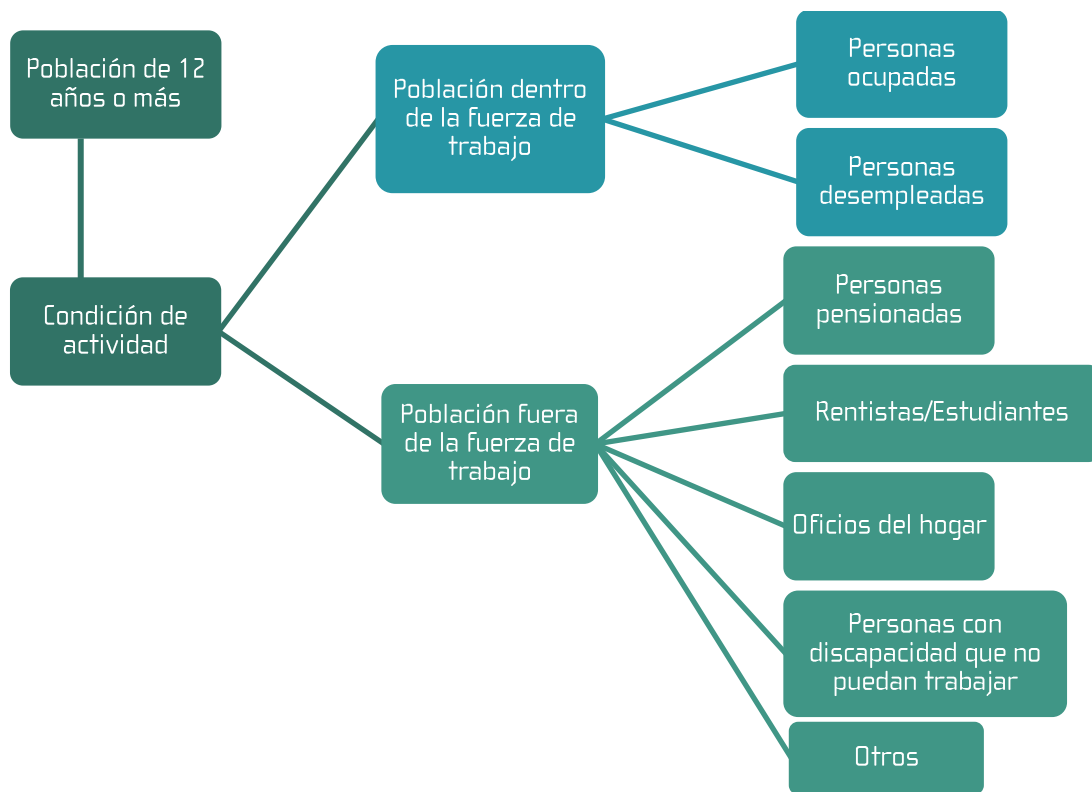 Población de 12
años o más
Condición de
actividad
Población dentro
de la fuerza de
trabajo
Personas
ocupadas
Personas
desempleadas
Población fuera
de la fuerza de
trabajo
Personas
pensionadas
Rentistas/Estudiantes
Oficios del hogar
Personas con
discapacidad que no
puedan trabajar
Otros